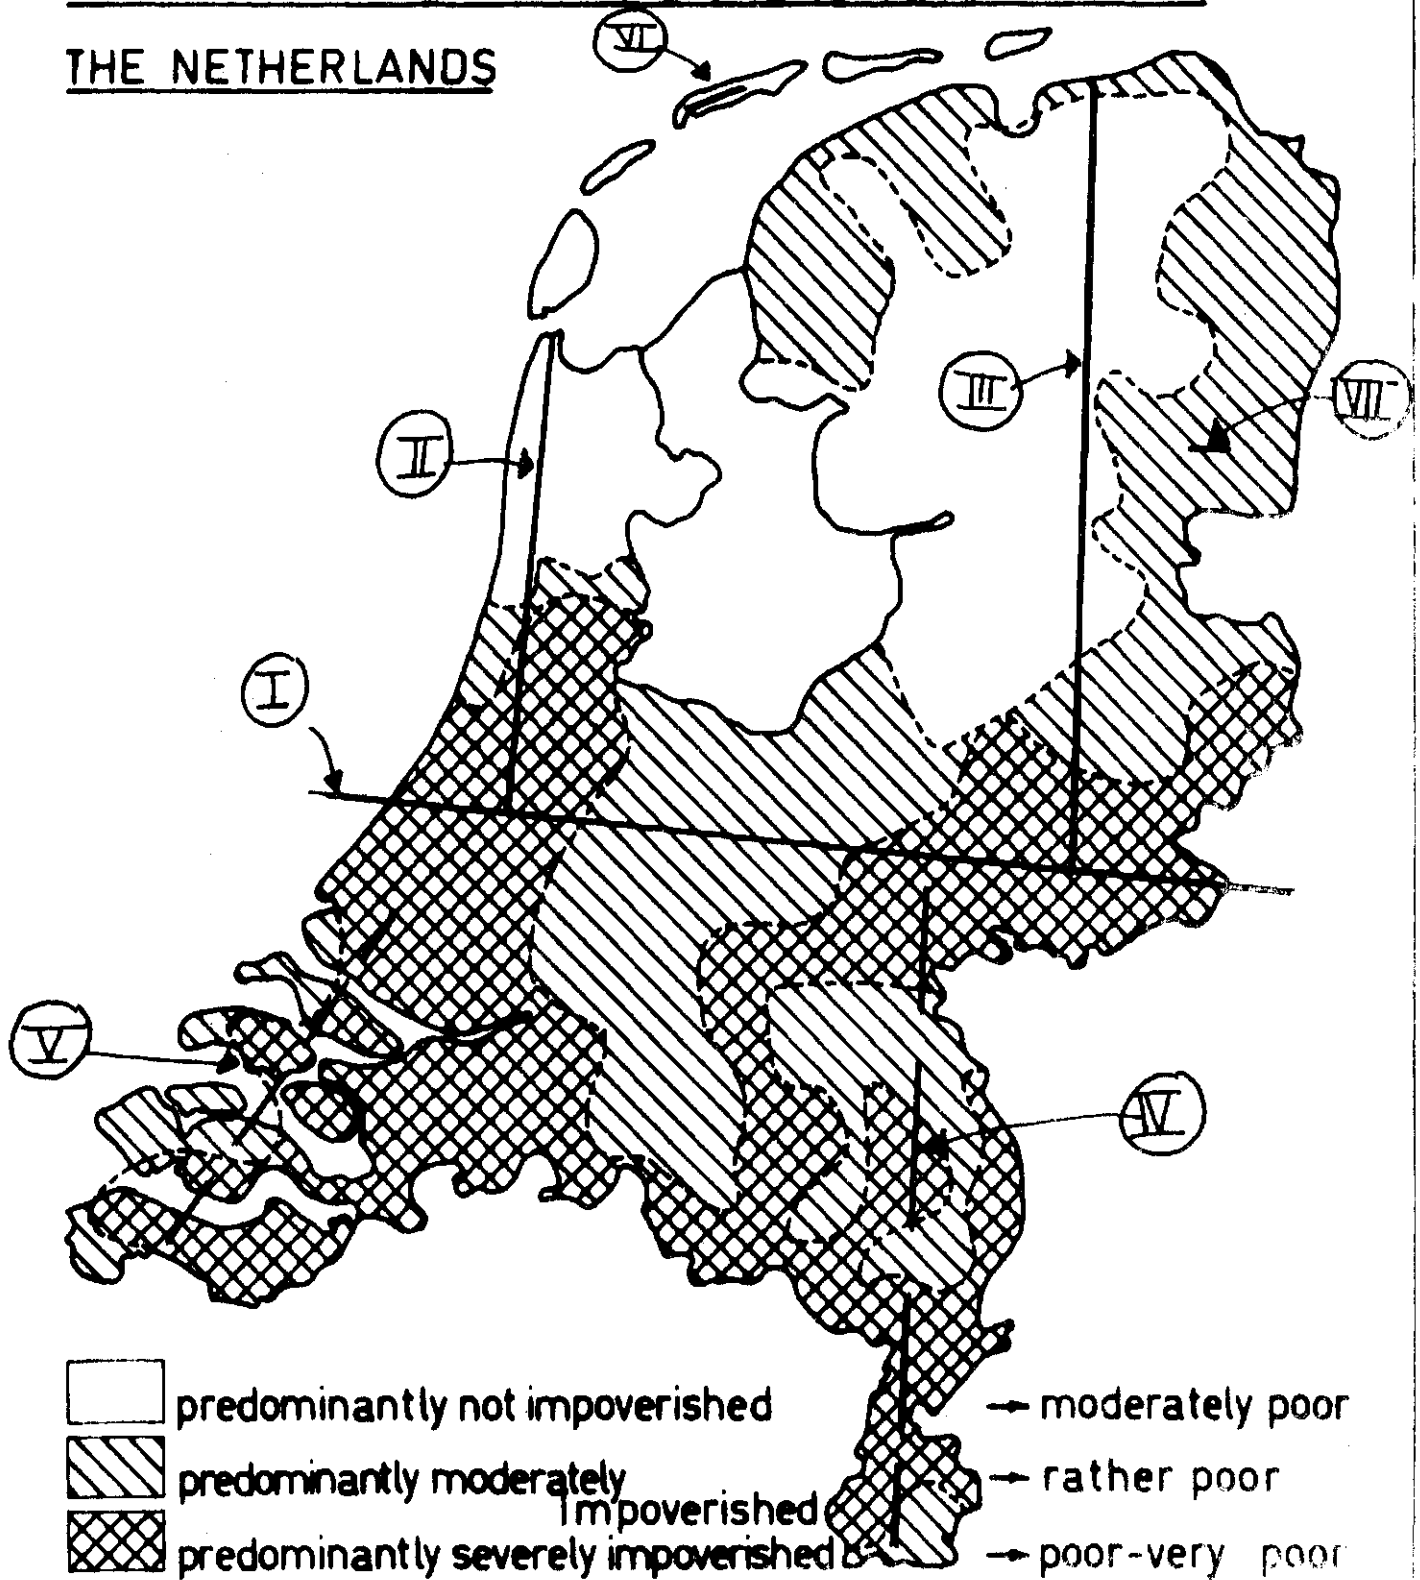 THE NETHERLANDS
VI
III
VII
II
I
V
IV
predominantly not impoverished → moderately poor
predominantly moderately → rather poor
Impoverished
predominantly severely impoverished → poor-very poor